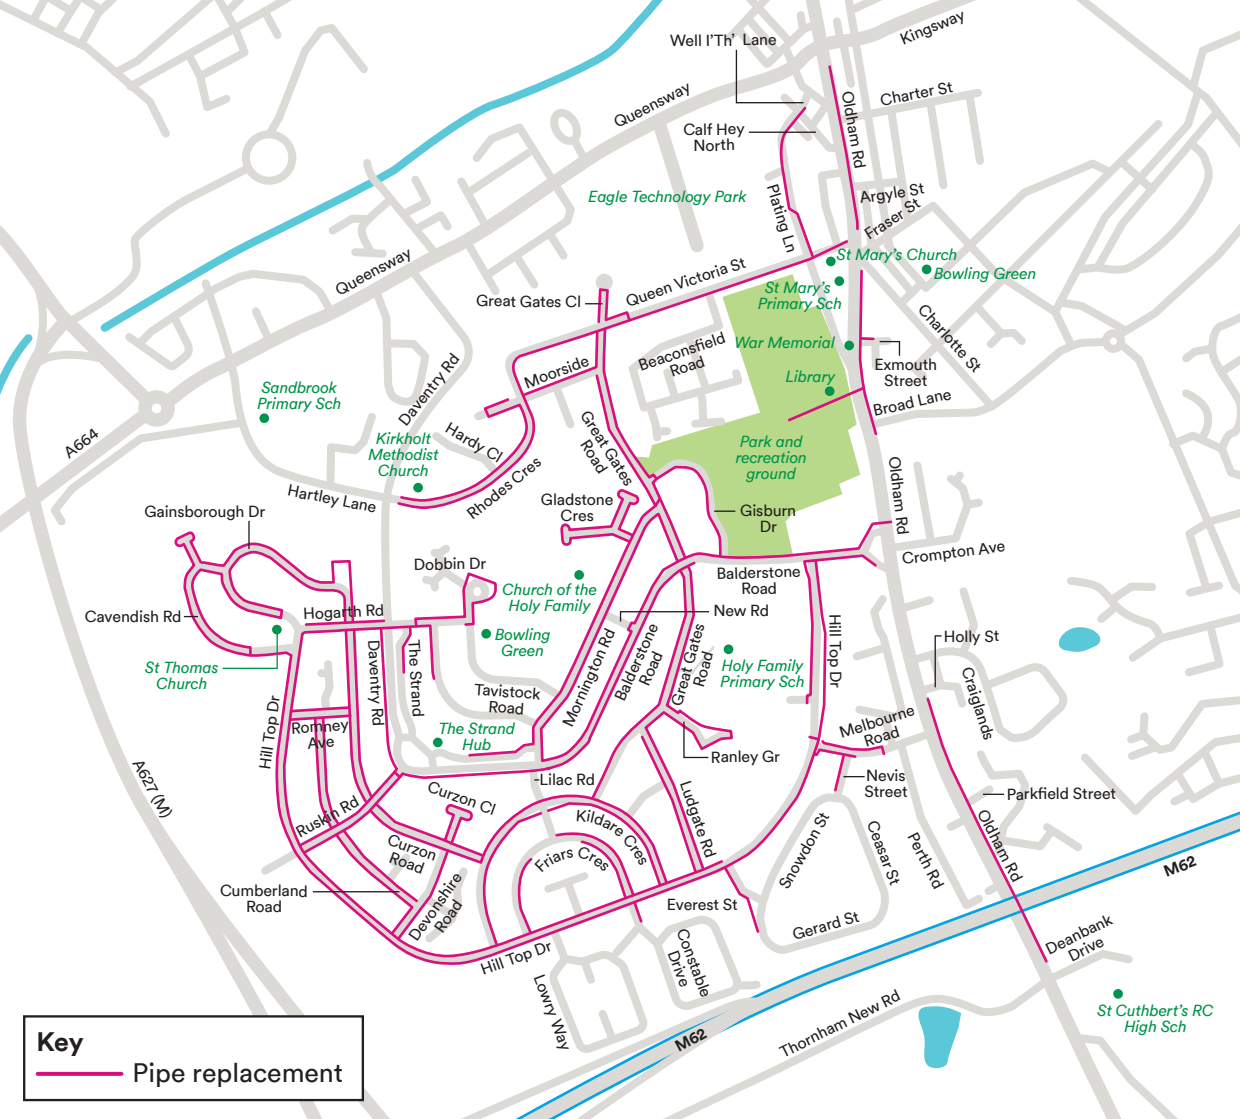 Kingsway
Well I'Th' Lane
Queensway
Charter St
Oldham Rd
Calf Hey
North
Eagle Technology Park
Plating Ln
Argyle St
Fraser St
Queensway
St Mary's Church
Bowling Green
Queen Victoria St
St Mary's
Primary Sch
Great Gates Cl
Charlotte St
War Memorial
Beaconsfield
Road
Exmouth
Street
Moorside
Library
Daventry Rd
Sandbrook
Primary Sch
Broad Lane
A664
Kirkholt
Methodist
Church
Hardy Cl
Great Gates
Road
Park and
recreation
ground
Rhodes Cres
Hartley Lane
Gladstone
Cres
Oldham Rd
Gainsborough Dr
Gisburn
Dr
Crompton Ave
Dobbin Dr
Balderstone
Road
Church of the
Holy Family
Cavendish Rd
Hogarth Rd
New Rd
Bowling
Green
Holy St
St Thomas
Church
Daventry Rd
The Strand
Mornington Rd
Balderstone
Road
Great Gates
Road
Holy Family
Primary Sch
Hill Top Dr
Craiglands
Tavistock
Road
Hill Top Dr
Romney
Ave
The Strand
Hub
Melbourne
Road
Ranley Gr
A627 (M)
-Lilac Rd
Nevis
Street
Parkfield Street
Curzon Cl
Ruskin Rd
Ludgate Rd
Kildare Cres
Oldham Rd
Curzon
Road
Friars Cres
Snowdon St
Ceasar St
Perth Rd
M62
Cumberland
Road
Devonshire
Road
Everest St
Gerard St
Hill Top Dr
Constable
Drive
Deanbank
Drive
Lowry Way
M62
Thornham New Rd
St Cuthbert's RC
High Sch
Key
Pipe replacement